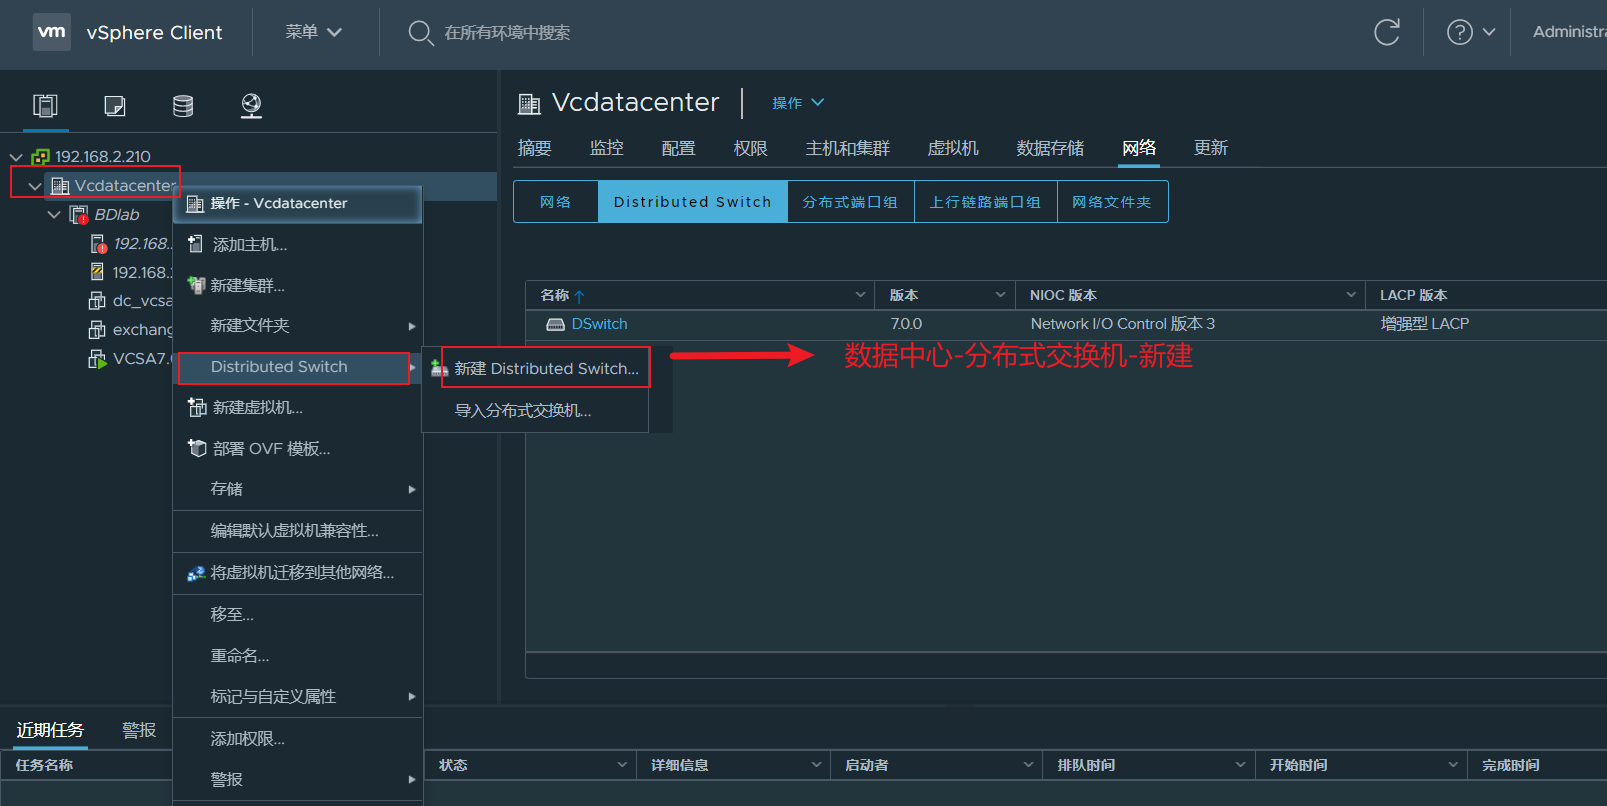 vm vSphere Client 菜单 在所有环境中搜索 Administra
192.168.2.210
Vcdatacenter
BDlab
192.168.
192.168.
dc_vcsa
exchang
VCSA7.
操作 - Vcdatacenter
添加主机...
新建集群...
新建文件夹
Distributed Switch
新建虚拟机...
部署 OVF 模板...
存储
编辑默认虚拟机兼容性...
将虚拟机迁移到其他网络...
移至...
重命名...
标记与自定义属性
添加权限...
警报
新建 Distributed Switch...
导入分布式交换机...
Vcdatacenter 操作
摘要 监控 配置 权限 主机和集群 虚拟机 数据存储 网络 更新
网络 Distributed Switch 分布式端口组 上行链路端口组 网络文件夹
名称 版本 NIOC 版本 LACP 版本
DSwitch 7.0.0 Network I/O Control 版本 3 增强型 LACP
数据中心-分布式交换机-新建
近期任务 警报
任务名称 状态 详细信息 启动者 排队时间 开始时间 完成时间